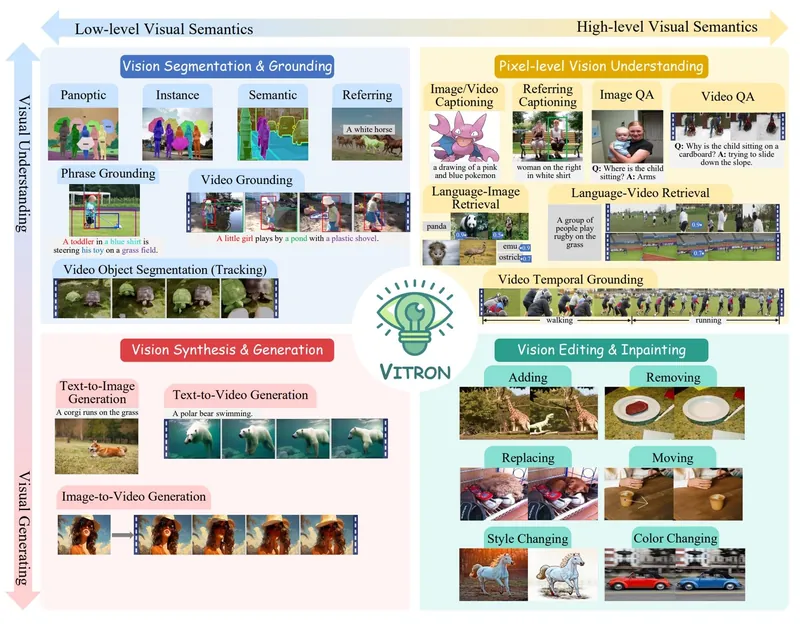 Low-level Visual Semantics
High-level Visual Semantics
Visual Understanding
Visual Generating
Vision Segmentation & Grounding
Panoptic
Instance
Semantic
Referring
A white horse
Phrase Grounding
A toddler in a blue shirt is
steering his toy on a grass field.
Video Grounding
A little girl plays by a pond with a plastic shovel.
Video Object Segmentation (Tracking)
Pixel-level Vision Understanding
Image/Video
Captioning
a drawing of a pink
and blue pokemon
Referring
Captioning
woman on the right
in white shirt
Image QA
Q: Where is the child
sitting? A: Arms
Video QA
Q: Why is the child sitting on a
cardboard? A: trying to slide
down the slope.
Language-Image
Retrieval
panda
emu
ostrich
Language-Video Retrieval
A group of
people play
rugby on the
grass
Video Temporal Grounding
walking
running
VITRON
Vision Synthesis & Generation
Text-to-Image
Generation
A corgi runs on the grass
Text-to-Video Generation
A polar bear swimming.
Image-to-Video Generation
Vision Editing & Inpainting
Adding
Removing
Replacing
Moving
Style Changing
Color Changing